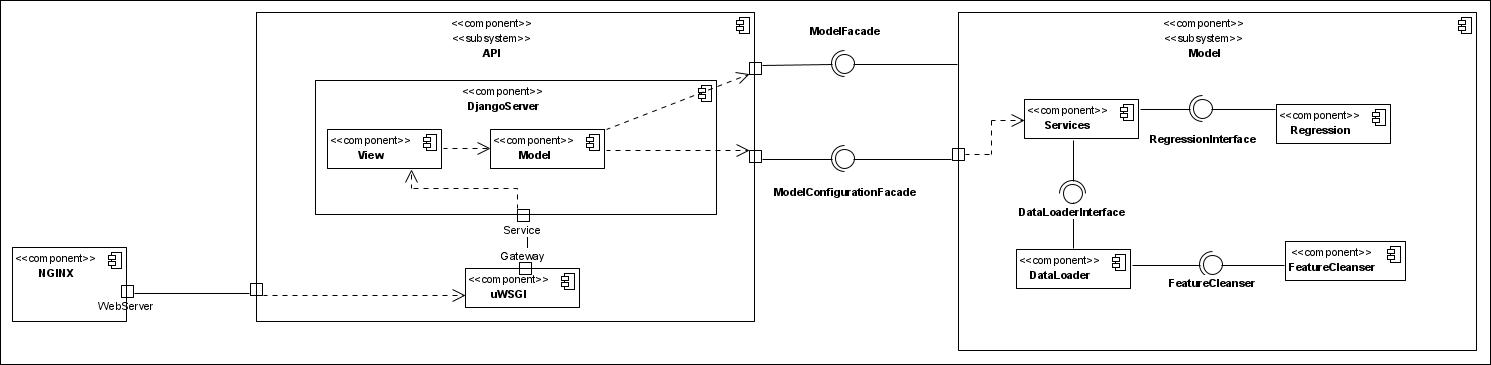 <<component>>
<<subsystem>>
API
<<component>>
DjangoServer
<<component>>
View
<<component>>
Model
Service
Gateway
<<component>>
uWSGI
<<component>>
NGINX
WebServer
ModelFacade
ModelConfigurationFacade
<<component>>
<<subsystem>>
Model
<<component>>
Services
RegressionInterface
<<component>>
Regression
DataLoaderInterface
<<component>>
DataLoader
FeatureCleanser
<<component>>
FeatureCleanser